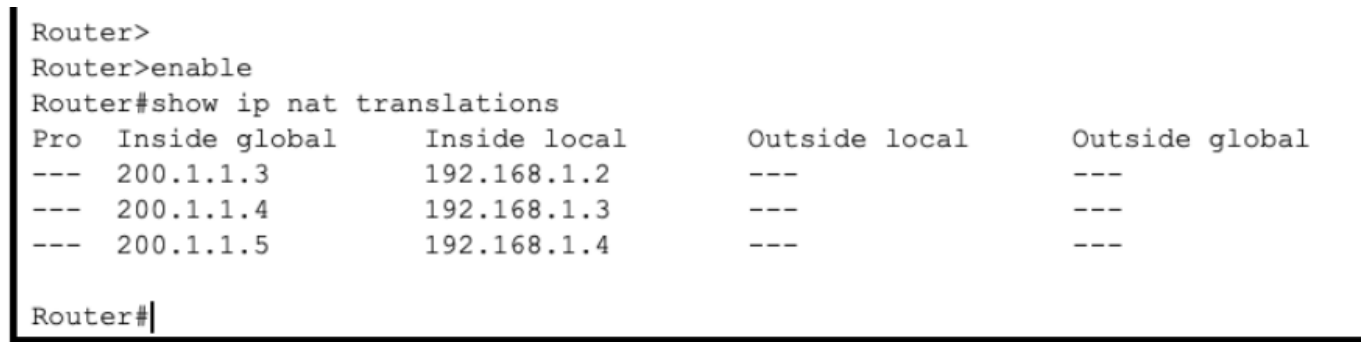 Router>
Router>enable
Router#show ip nat translations
Pro  Inside global     Inside local      Outside local      Outside global
---  200.1.1.3         192.168.1.2       ---                ---
---  200.1.1.4         192.168.1.3       ---                ---
---  200.1.1.5         192.168.1.4       ---                ---
Router#